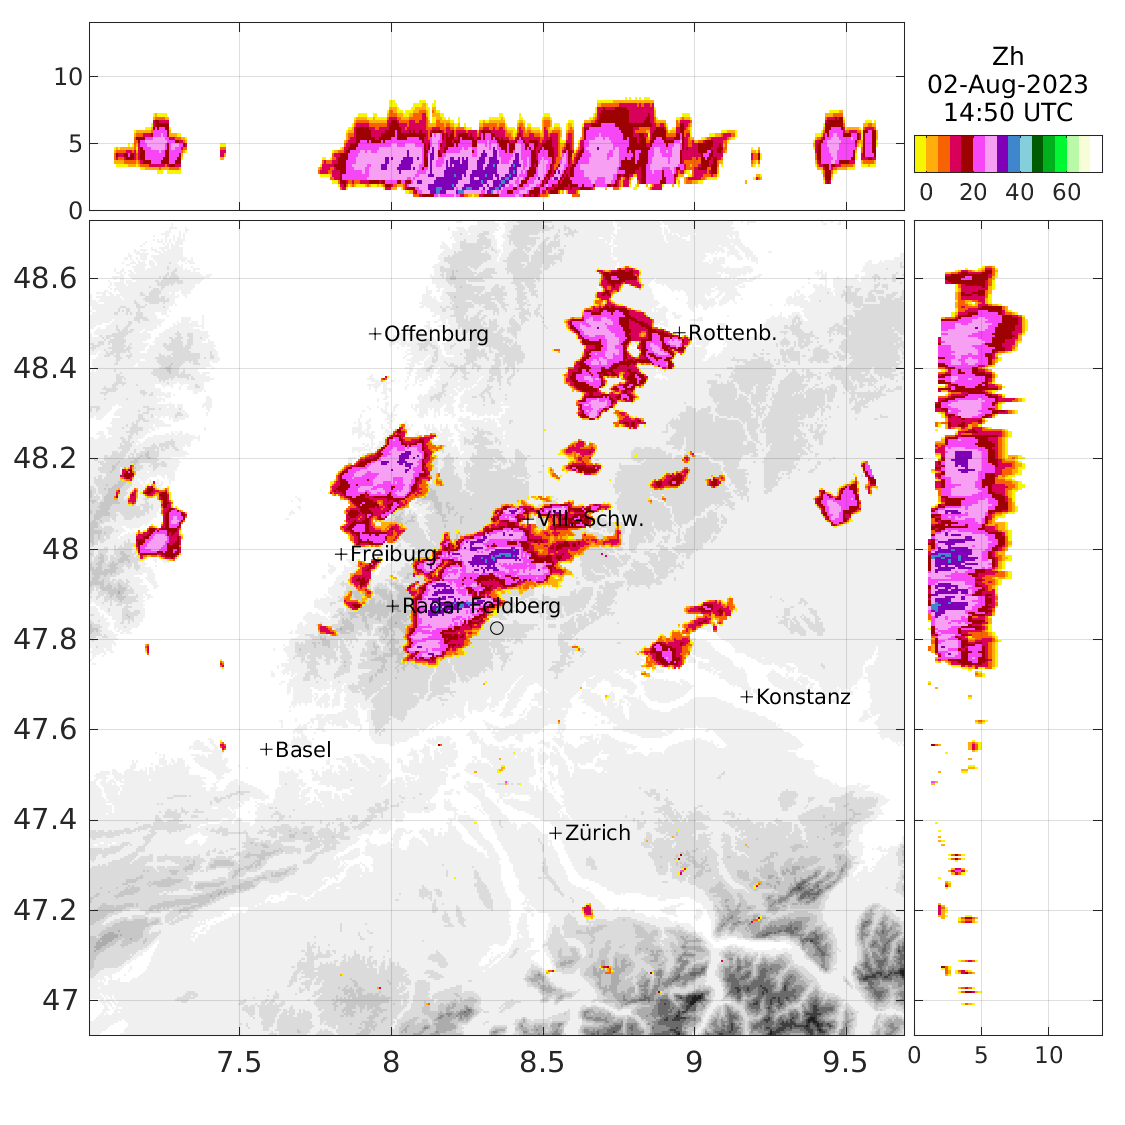 Zh
02-Aug-2023
14:50 UTC
0 20 40 60
10
5
0
48.6
48.4
48.2
48
47.8
47.6
47.4
47.2
47
+Offenburg
+Rottenb.
+Vill.-Schw.
+Freiburg
+Radar Feldberg
+Konstanz
+Basel
+Zürich
7.5 8 8.5 9 9.5
0 5 10